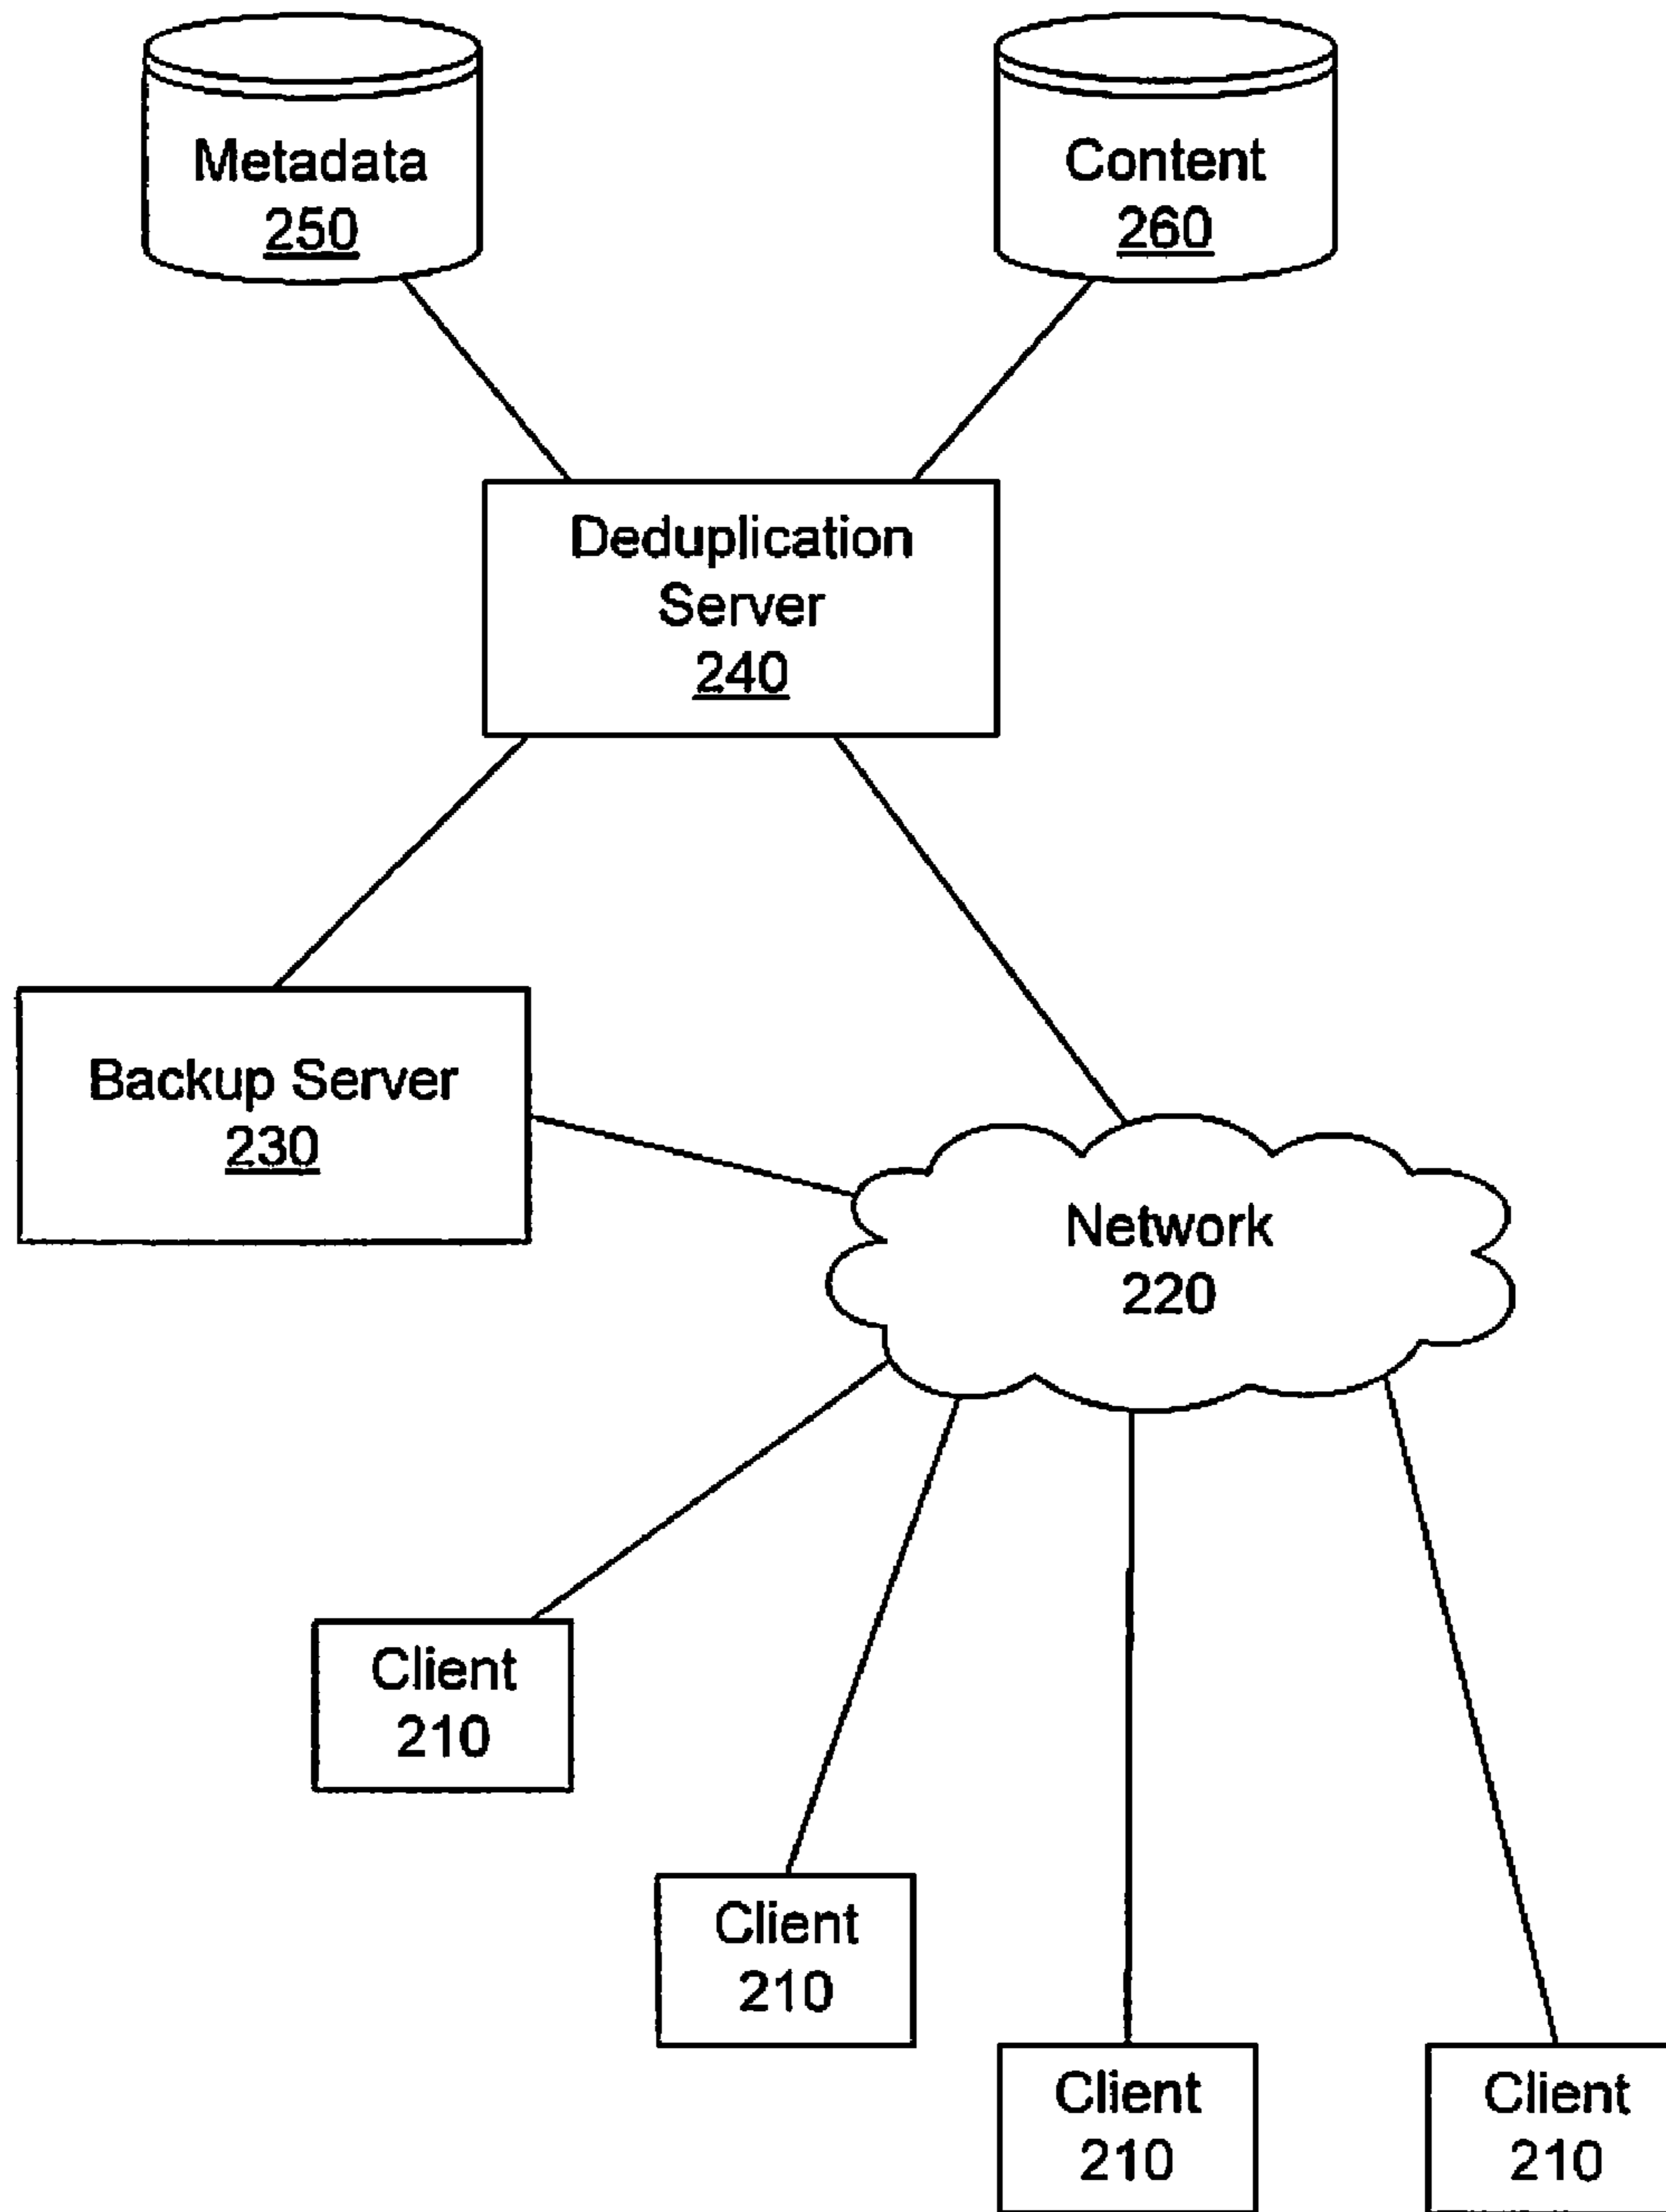 Metadata
250
Content
260
Deduplication
Server
240
Backup Server
230
Network
220
Client
210
Client
210
Client
210
Client
210